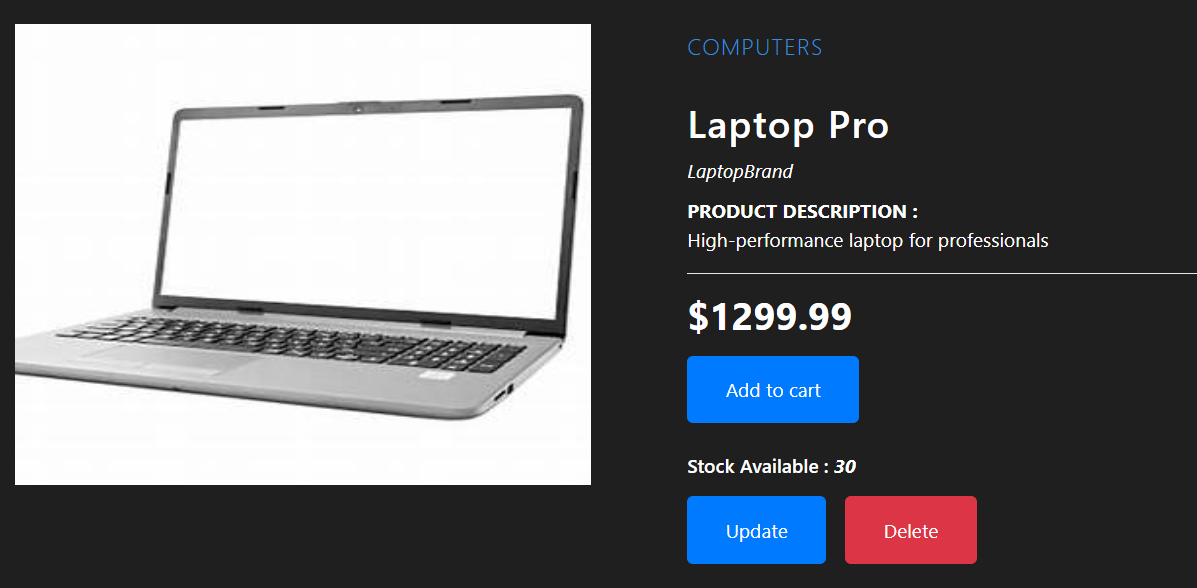 COMPUTERS
Laptop Pro
LaptopBrand
PRODUCT DESCRIPTION :
High-performance laptop for professionals
$1299.99
Add to cart
Stock Available : 30
Update Delete